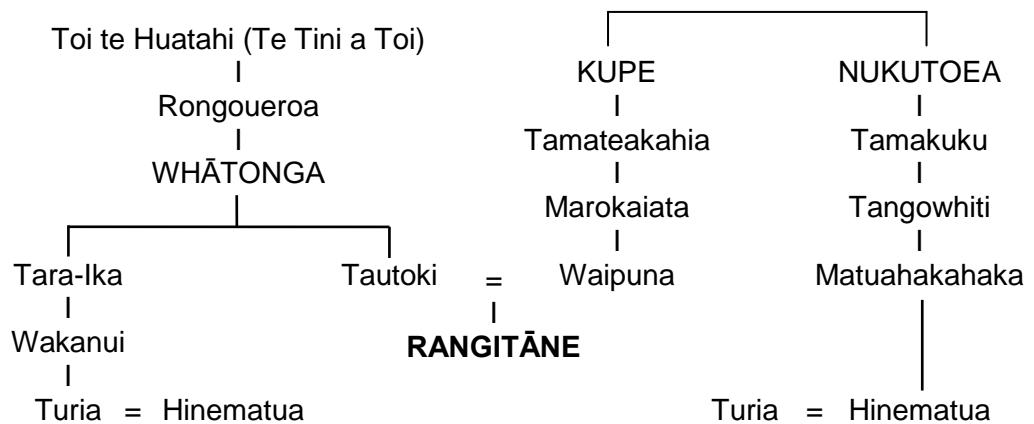 Toi te Huatahi (Te Tini a Toi)
KUPE NUKUTOEA
Rongoueroa
Tamateakahia Tamakuku
WHĀTONGA
Marokaiata Tangowhiti
Tara-Ika Tautoki = Waipuna Matuahakahaka
Wakanui RANGITĀNE
Turia = Hinematua Turia = Hinematua